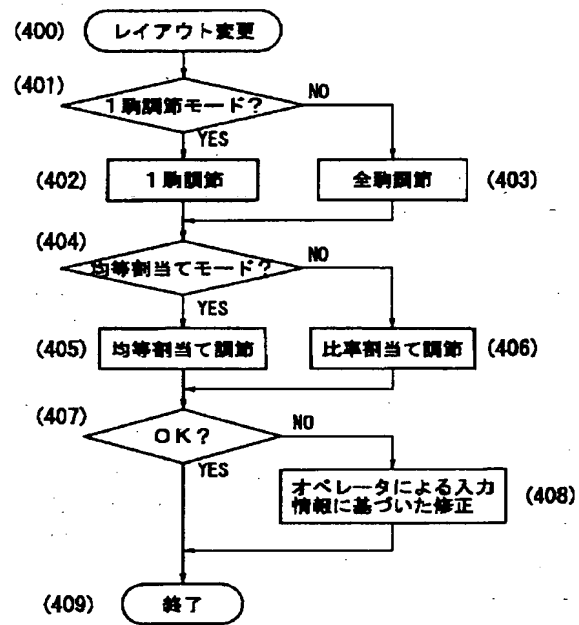 (400) レイアウト変更
(401)
1駒調節モード? NO
YES
(402) 1駒調節 全駒調節 (403)
(404)
均等割当てモード? NO
YES
(405) 均等割当て調節 比率割当て調節 (406)
(407)
OK? NO
YES
オペレータによる入力
情報に基づいた修正 (408)
(409) 終了